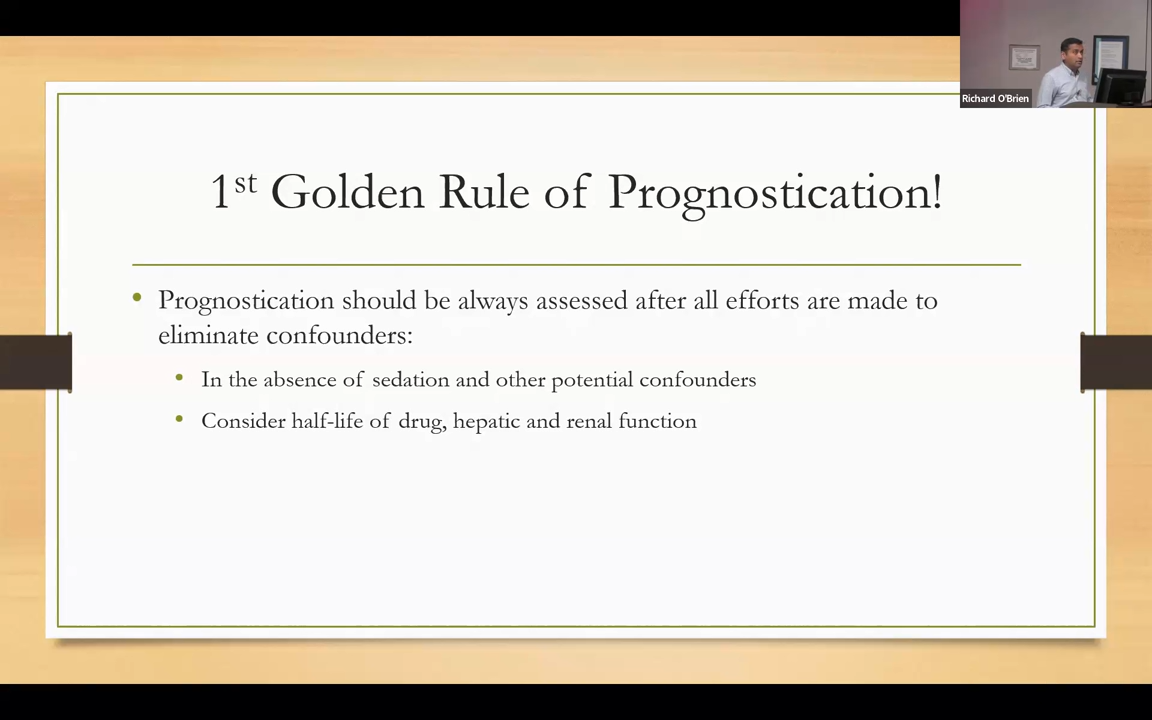 Richard O'Brien
1st Golden Rule of Prognostication!
• Prognostication should be always assessed after all efforts are made to
eliminate confounders:
• In the absence of sedation and other potential confounders
• Consider half-life of drug, hepatic and renal function